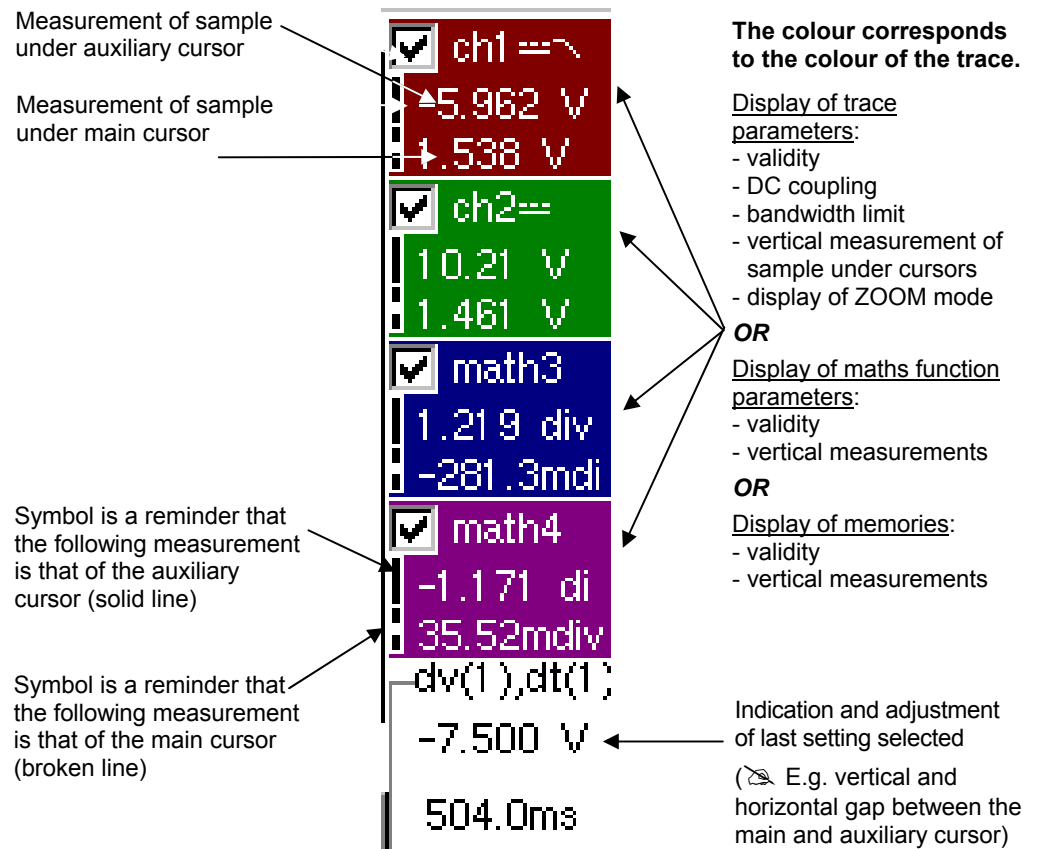 Measurement of sample
under auxiliary cursor
Measurement of sample
under main cursor
Symbol is a reminder that
the following measurement
is that of the auxiliary
cursor (solid line)
Symbol is a reminder that
the following measurement
is that of the main cursor
(broken line)
ch1
-5.962 V
1.538 V
ch2
10.21 V
1.461 V
math3
1.219 div
-281.3mdi
math4
-1.171 di
35.52mdiv
dv(1),dt(1)
-7.500 V
504.0ms
The colour corresponds
to the colour of the trace.
Display of trace
parameters:
- validity
- DC coupling
- bandwidth limit
- vertical measurement of
sample under cursors
- display of ZOOM mode
OR
Display of maths function
parameters:
- validity
- vertical measurements
OR
Display of memories:
- validity
- vertical measurements
Indication and adjustment
of last setting selected
(✎ E.g. vertical and
horizontal gap between the
main and auxiliary cursor)